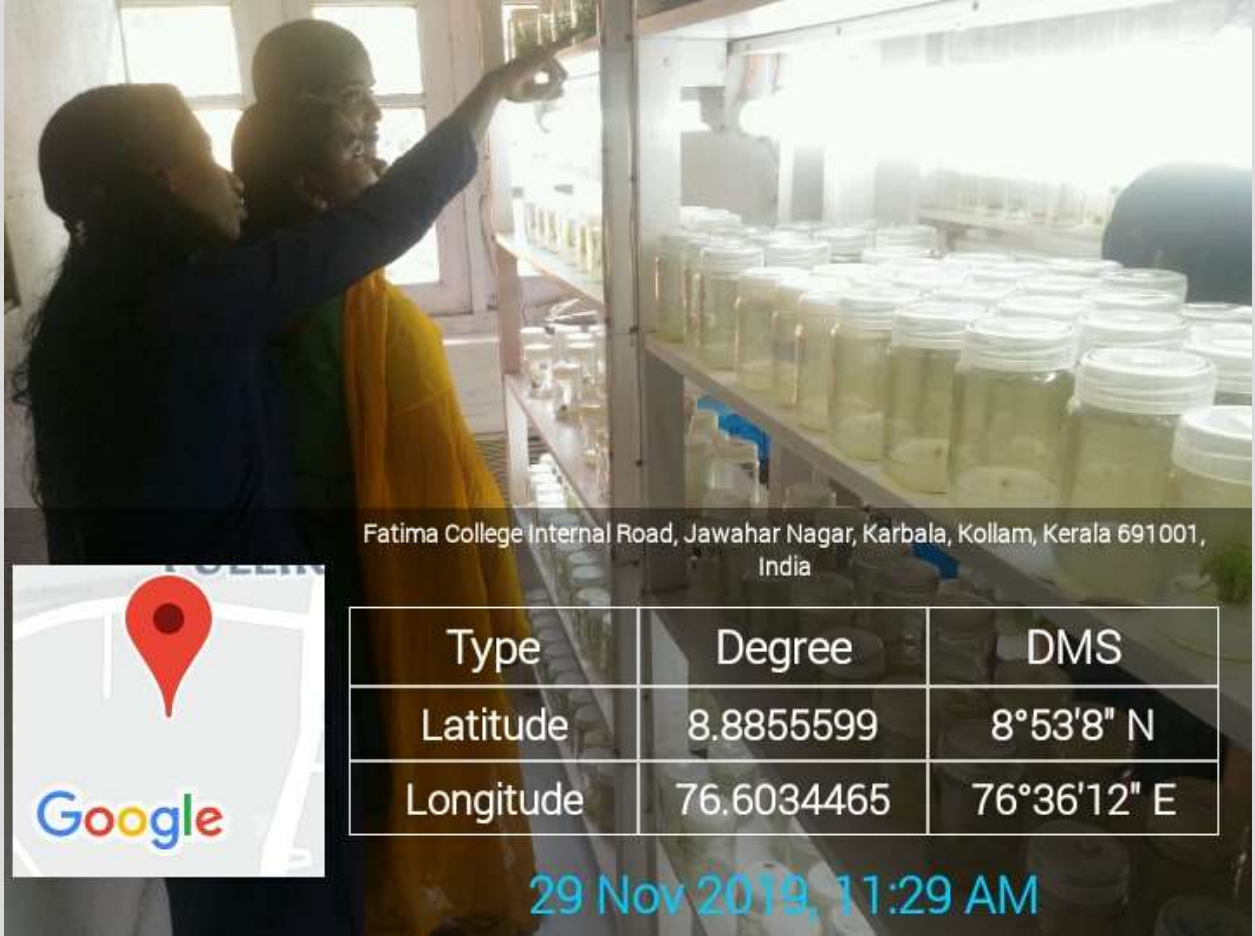 Fatima College Internal Road, Jawahar Nagar, Karbala, Kollam, Kerala 691001,
India
Type Degree DMS
Latitude 8.8855599 8°53'8" N
Longitude 76.6034465 76°36'12" E
Google
29 Nov 2019, 11:29 AM